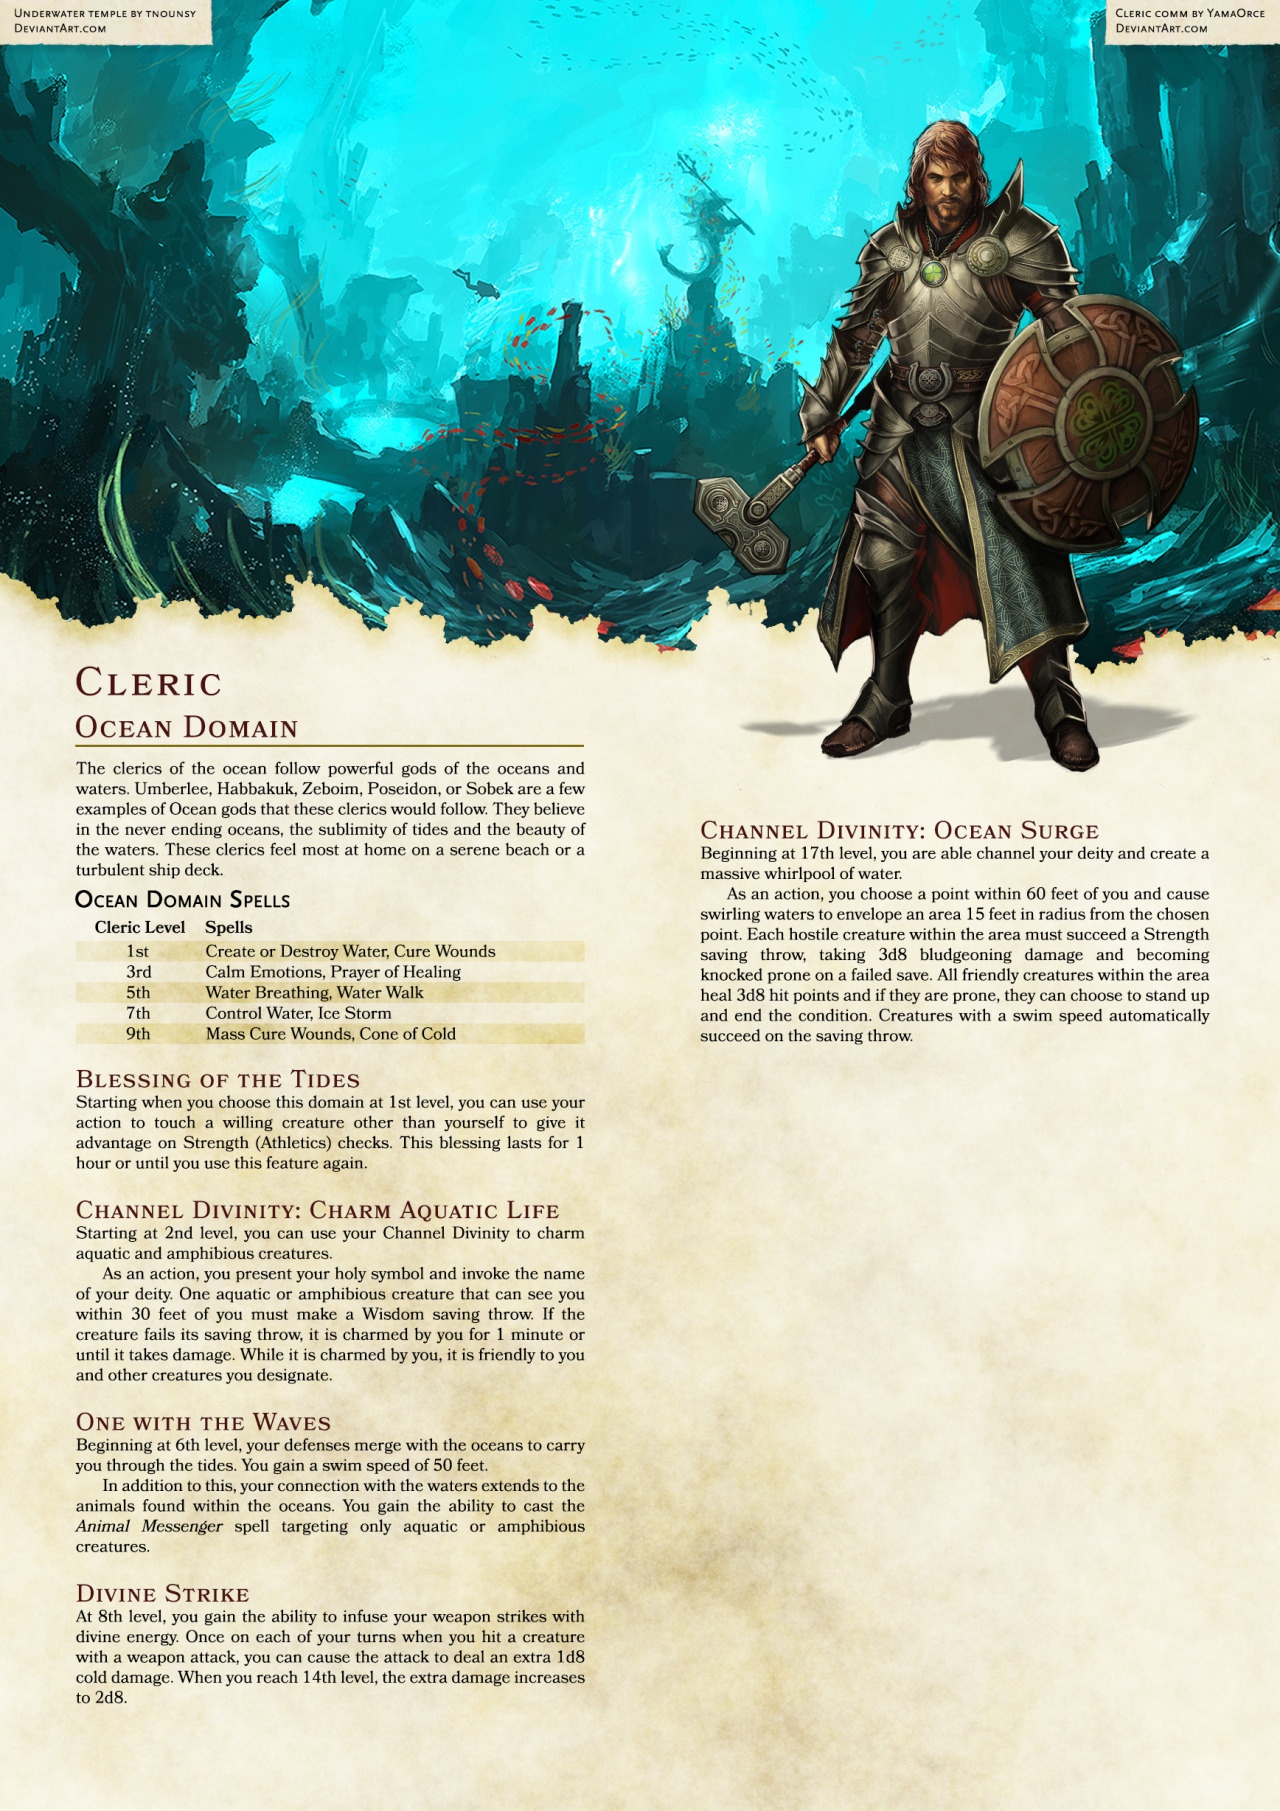 Underwater temple by tnounsy
DeviantArt.com
Cleric comm by YamaOrce
DeviantArt.com
Cleric
Ocean Domain
The clerics of the ocean follow powerful gods of the oceans and
waters. Umberlee, Habbakuk, Zeboim, Poseidon, or Sobek are a few
examples of Ocean gods that these clerics would follow. They believe
in the never ending oceans, the sublimity of tides and the beauty of
the waters. These clerics feel most at home on a serene beach or a
turbulent ship deck.
Ocean Domain Spells
Cleric Level Spells
1st Create or Destroy Water, Cure Wounds
3rd Calm Emotions, Prayer of Healing
5th Water Breathing, Water Walk
7th Control Water, Ice Storm
9th Mass Cure Wounds, Cone of Cold
Blessing of the Tides
Starting when you choose this domain at 1st level, you can use your
action to touch a willing creature other than yourself to give it
advantage on Strength (Athletics) checks. This blessing lasts for 1
hour or until you use this feature again.
Channel Divinity: Charm Aquatic Life
Starting at 2nd level, you can use your Channel Divinity to charm
aquatic and amphibious creatures.
As an action, you present your holy symbol and invoke the name
of your deity. One aquatic or amphibious creature that can see you
within 30 feet of you must make a Wisdom saving throw. If the
creature fails its saving throw, it is charmed by you for 1 minute or
until it takes damage. While it is charmed by you, it is friendly to you
and other creatures you designate.
One with the Waves
Beginning at 6th level, your defenses merge with the oceans to carry
you through the tides. You gain a swim speed of 50 feet.
In addition to this, your connection with the waters extends to the
animals found within the oceans. You gain the ability to cast the
Animal Messenger spell targeting only aquatic or amphibious
creatures.
Divine Strike
At 8th level, you gain the ability to infuse your weapon strikes with
divine energy. Once on each of your turns when you hit a creature
with a weapon attack, you can cause the attack to deal an extra 1d8
cold damage. When you reach 14th level, the extra damage increases
to 2d8.
Channel Divinity: Ocean Surge
Beginning at 17th level, you are able channel your deity and create a
massive whirlpool of water.
As an action, you choose a point within 60 feet of you and cause
swirling waters to envelope an area 15 feet in radius from the chosen
point. Each hostile creature within the area must succeed a Strength
saving throw, taking 3d8 bludgeoning damage and becoming
knocked prone on a failed save. All friendly creatures within the area
heal 3d8 hit points and if they are prone, they can choose to stand up
and end the condition. Creatures with a swim speed automatically
succeed on the saving throw.